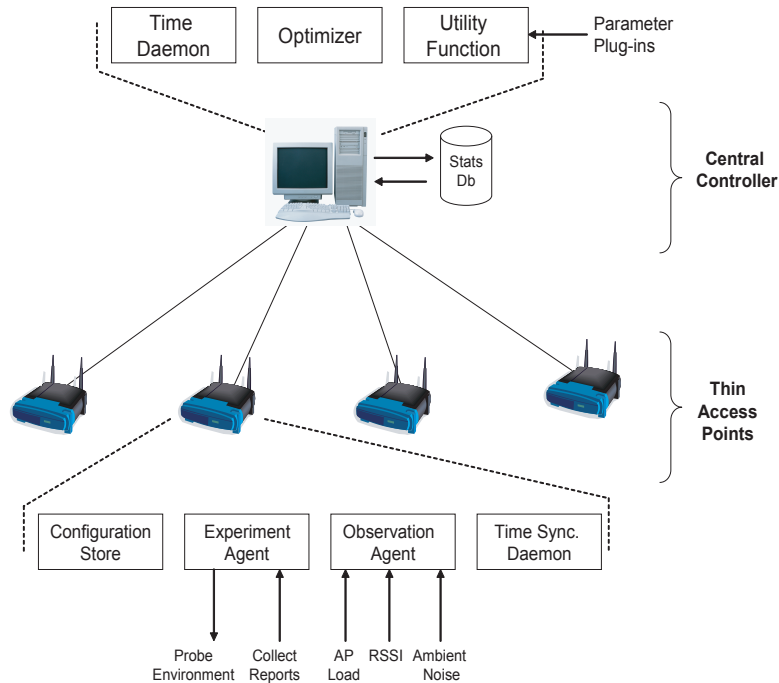 Time
Daemon
Optimizer
Utility
Function
Parameter
Plug-ins
Stats
Db
Central
Controller
Thin
Access
Points
Configuration
Store
Experiment
Agent
Observation
Agent
Time Sync.
Daemon
Probe
Environment
Collect
Reports
AP
Load
RSSI
Ambient
Noise